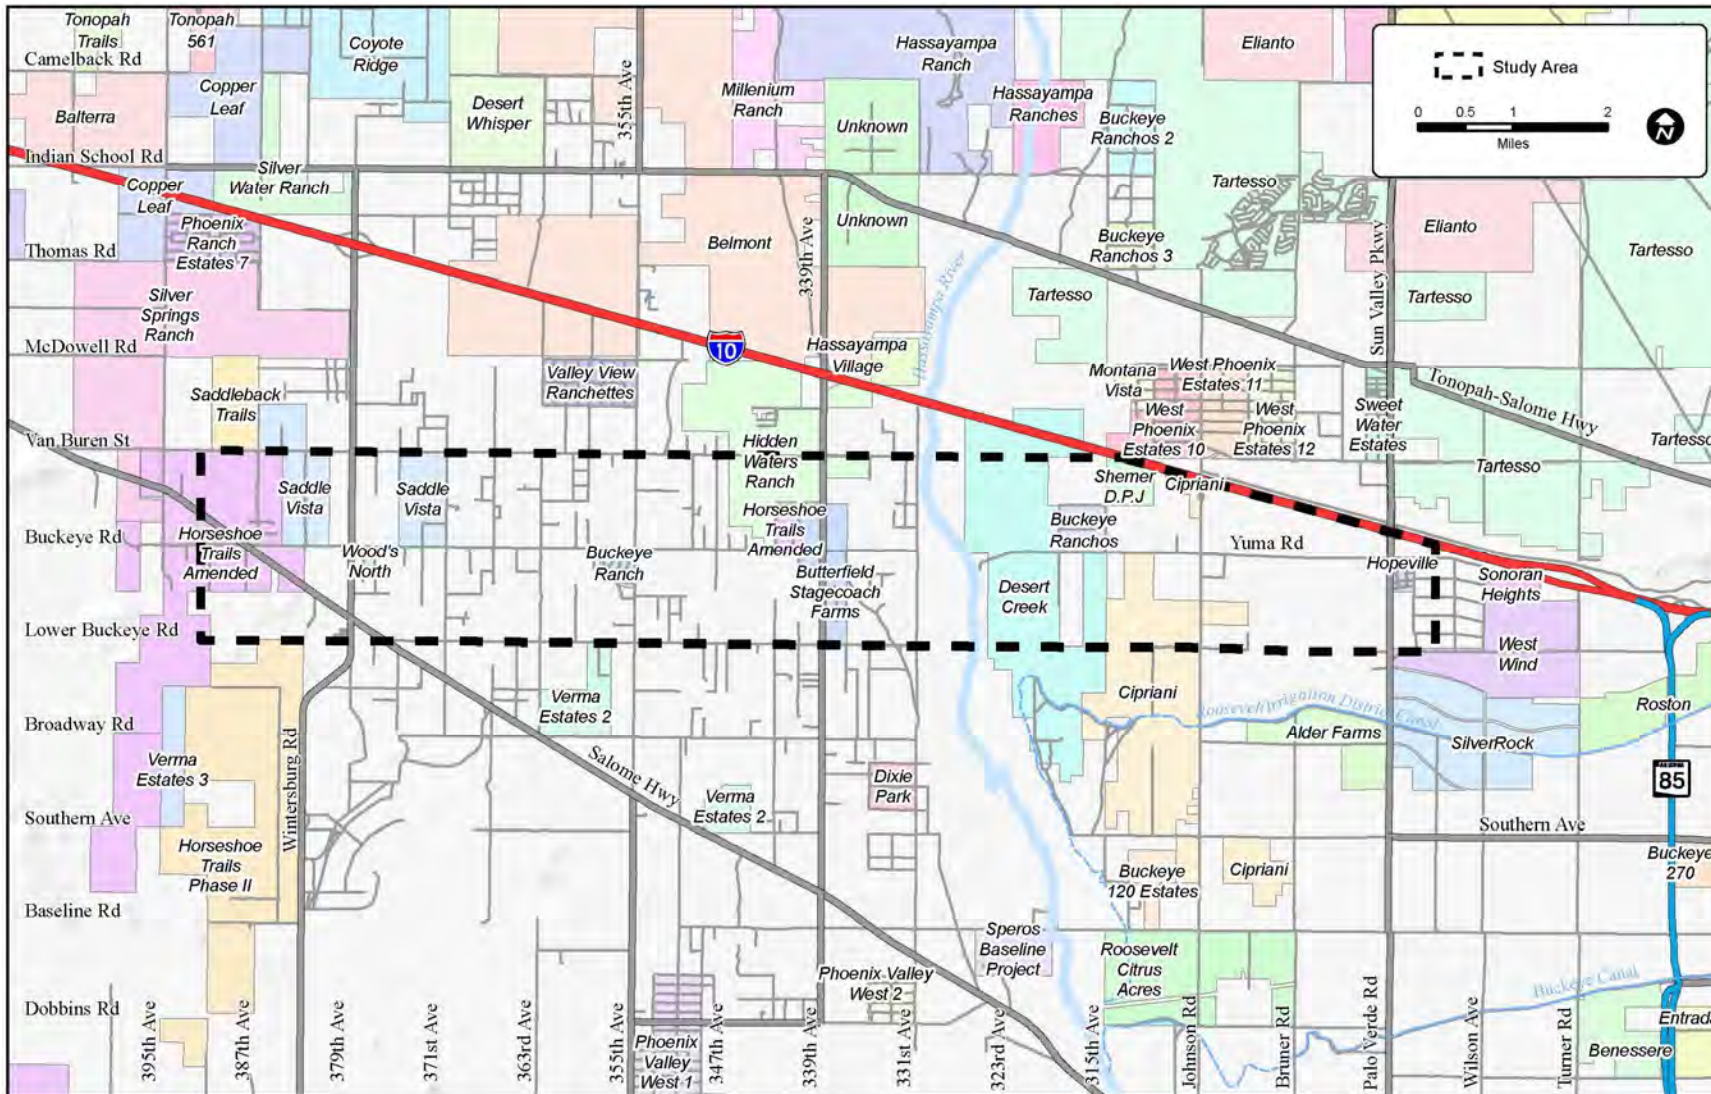 Tonopah
Trails
Tonopah
561
Camelback Rd
Copper
Leaf
Coyote
Ridge
Balterra
Desert
Whisper
355th Ave
Millenium
Ranch
Hassayampa
Ranch
Unknown
Hassayampa
Ranches
Buckeye
Ranchos 2
Elianto
Study Area
0
0.5
1
2
Miles
N
Indian School Rd
Silver
Water Ranch
Copper
Leaf
Phoenix
Ranch
Estates 7
Thomas Rd
Belmont
339th Ave
Unknown
Buckeye
Ranchos 3
Tartesso
Sun Valley Pkwy
Elianto
Tartesso
Hassayampa River
Tartesso
Tartesso
Silver
Springs
Ranch
McDowell Rd
10
Hassayampa
Village
Valley View
Ranchettes
Montana
Vista
West Phoenix
Estates 11
Saddleback
Trails
West
Phoenix
Estates 10
West
Phoenix
Estates 12
Sweet
Water
Estates
Tonopah-Salome Hwy
Tartesso
Tartesso
Van Buren St
Hidden
Waters
Ranch
Sherner
D.P.J
Cipriani
Saddle
Vista
Saddle
Vista
Horseshoe
Trails
Amended
Buckeye
Ranchos
Buckeye Rd
Horseshoe
Trails
Amended
Wood's
North
Buckeye
Ranch
Butterfield
Stagecoach
Farms
Yuma Rd
Hopeville
Sonoran
Heights
Desert
Creek
Lower Buckeye Rd
West
Wind
Verma
Estates 2
Cipriani
Roosevelt Irrigation District Canal
Roston
Broadway Rd
Alder Farms
SilverRock
Verma
Estates 3
Wintersburg Rd
Salome Hwy
Dixie
Park
85
Verma
Estates 2
Southern Ave
Southern Ave
Horseshoe
Trails
Phase II
Buckeye
120 Estates
Cipriani
Buckeye
270
Baseline Rd
Speros
Baseline
Project
Roosevelt
Citrus
Acres
Phoenix Valley
West 2
Buckeye Canal
Dobbins Rd
Phoenix
Valley
West 1
Entrada
Benessere
395th Ave
387th Ave
379th Ave
371st Ave
363rd Ave
355th Ave
347th Ave
339th Ave
331st Ave
323rd Ave
315th Ave
Johnson Rd
Bruner Rd
Palo Verde Rd
Wilson Ave
Turner Rd